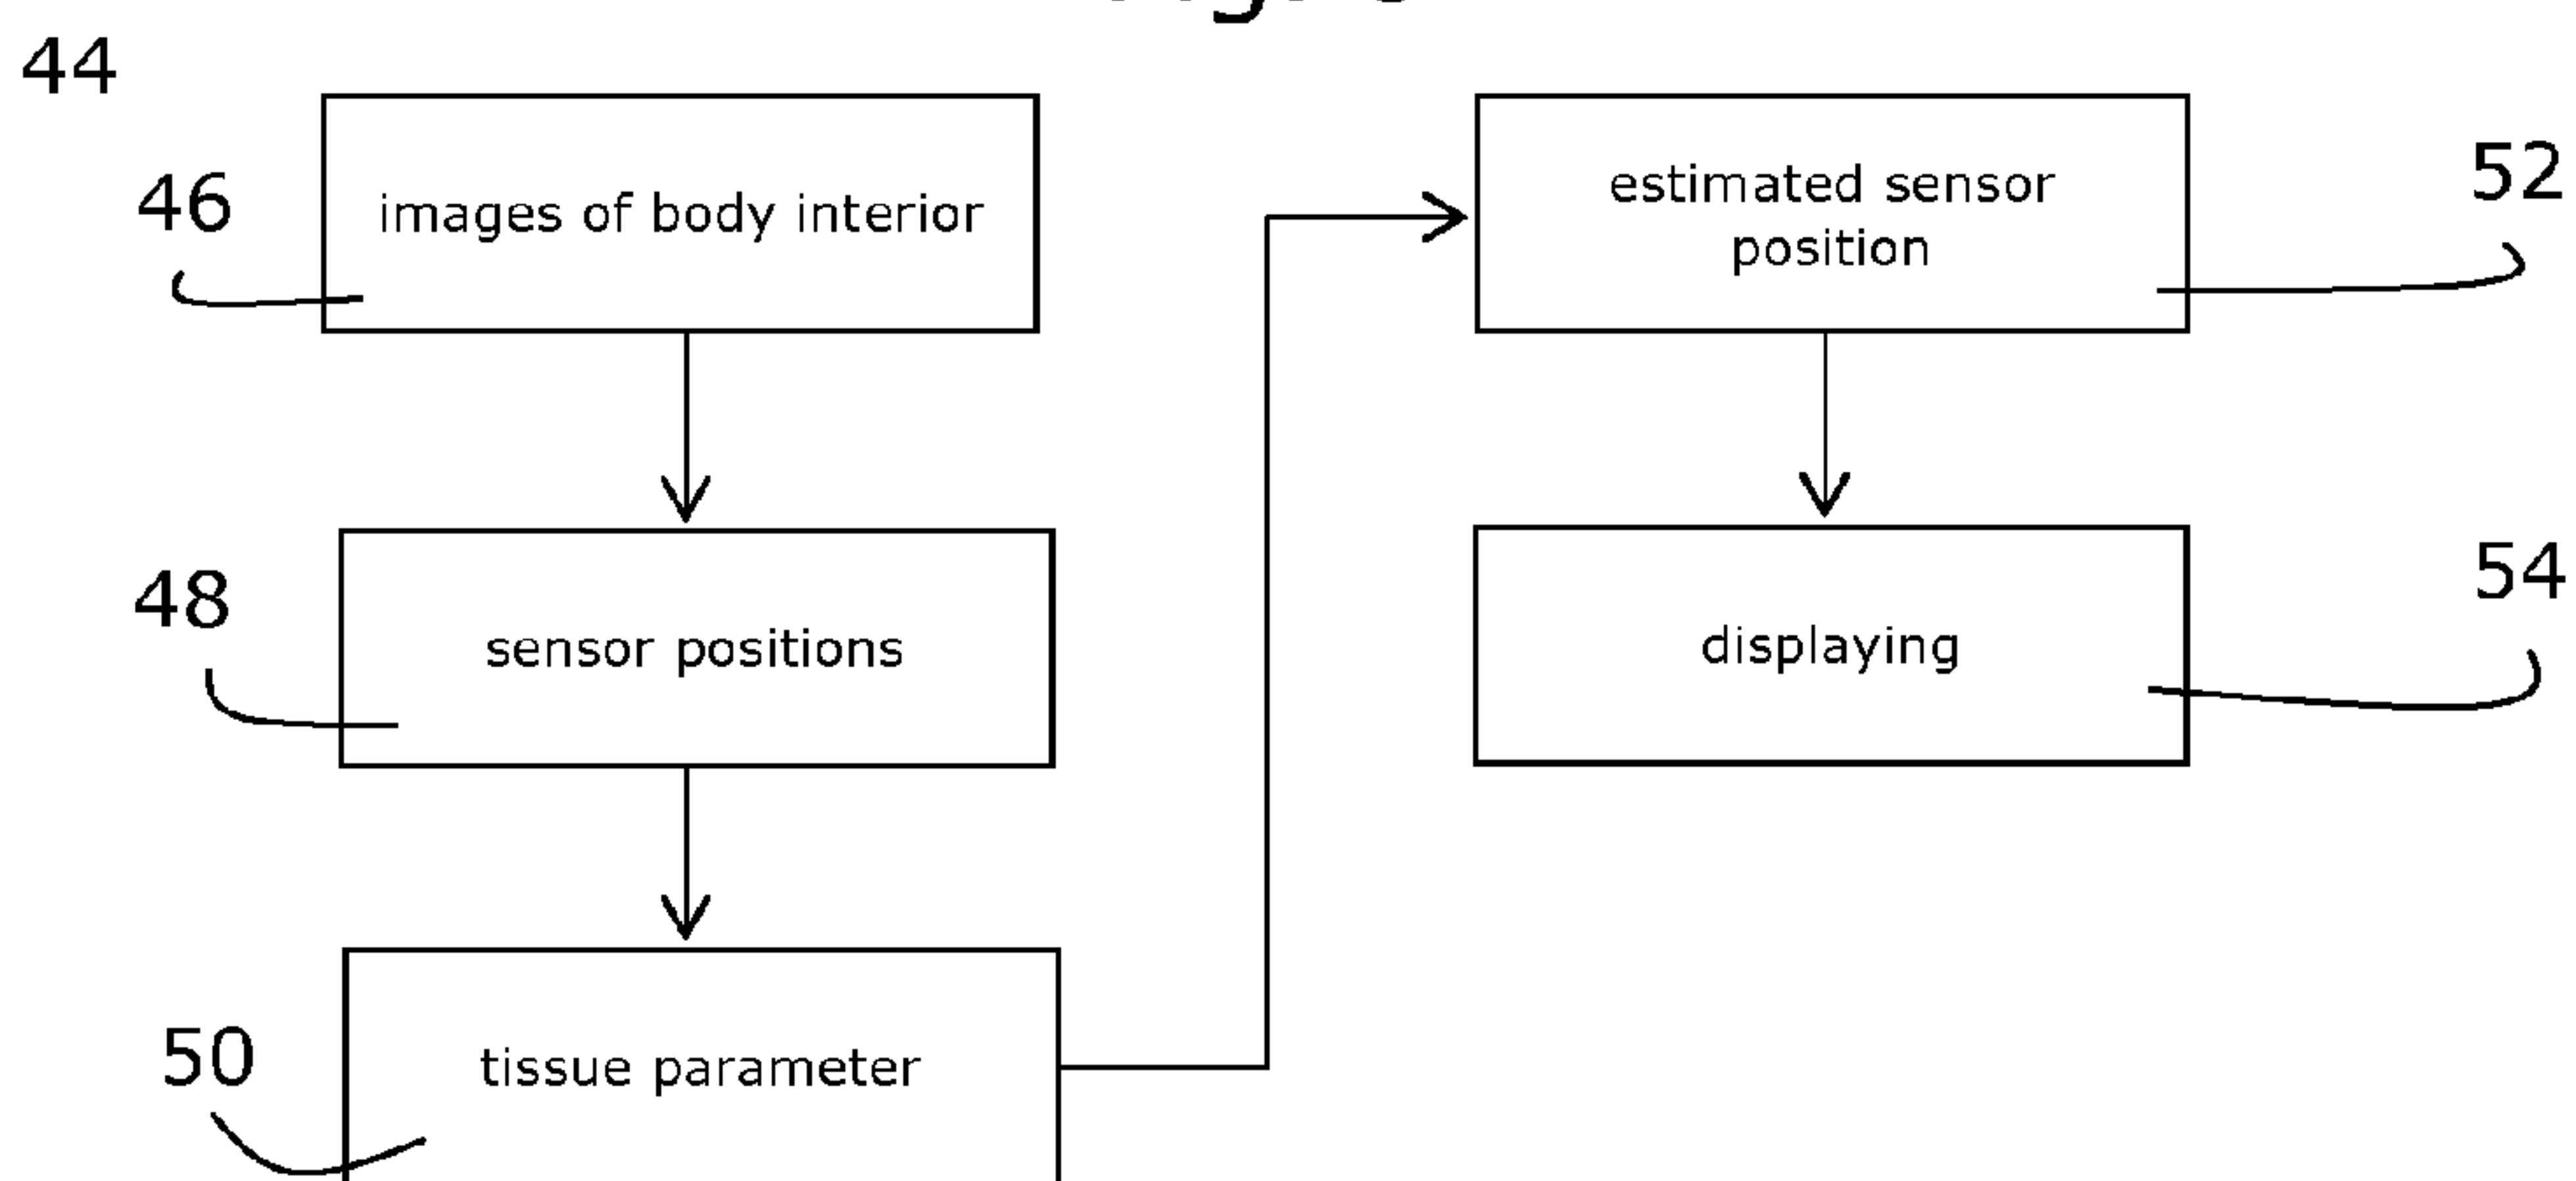 44
46
images of body interior
48
sensor positions
50
tissue parameter
estimated sensor
position
52
displaying
54